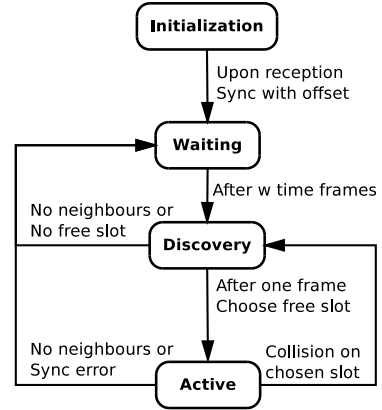 Initialization
Upon reception
Sync with offset
Waiting
After w time frames
No neighbours or
No free slot
Discovery
After one frame
Choose free slot
No neighbours or
Sync error
Collision on
chosen slot
Active